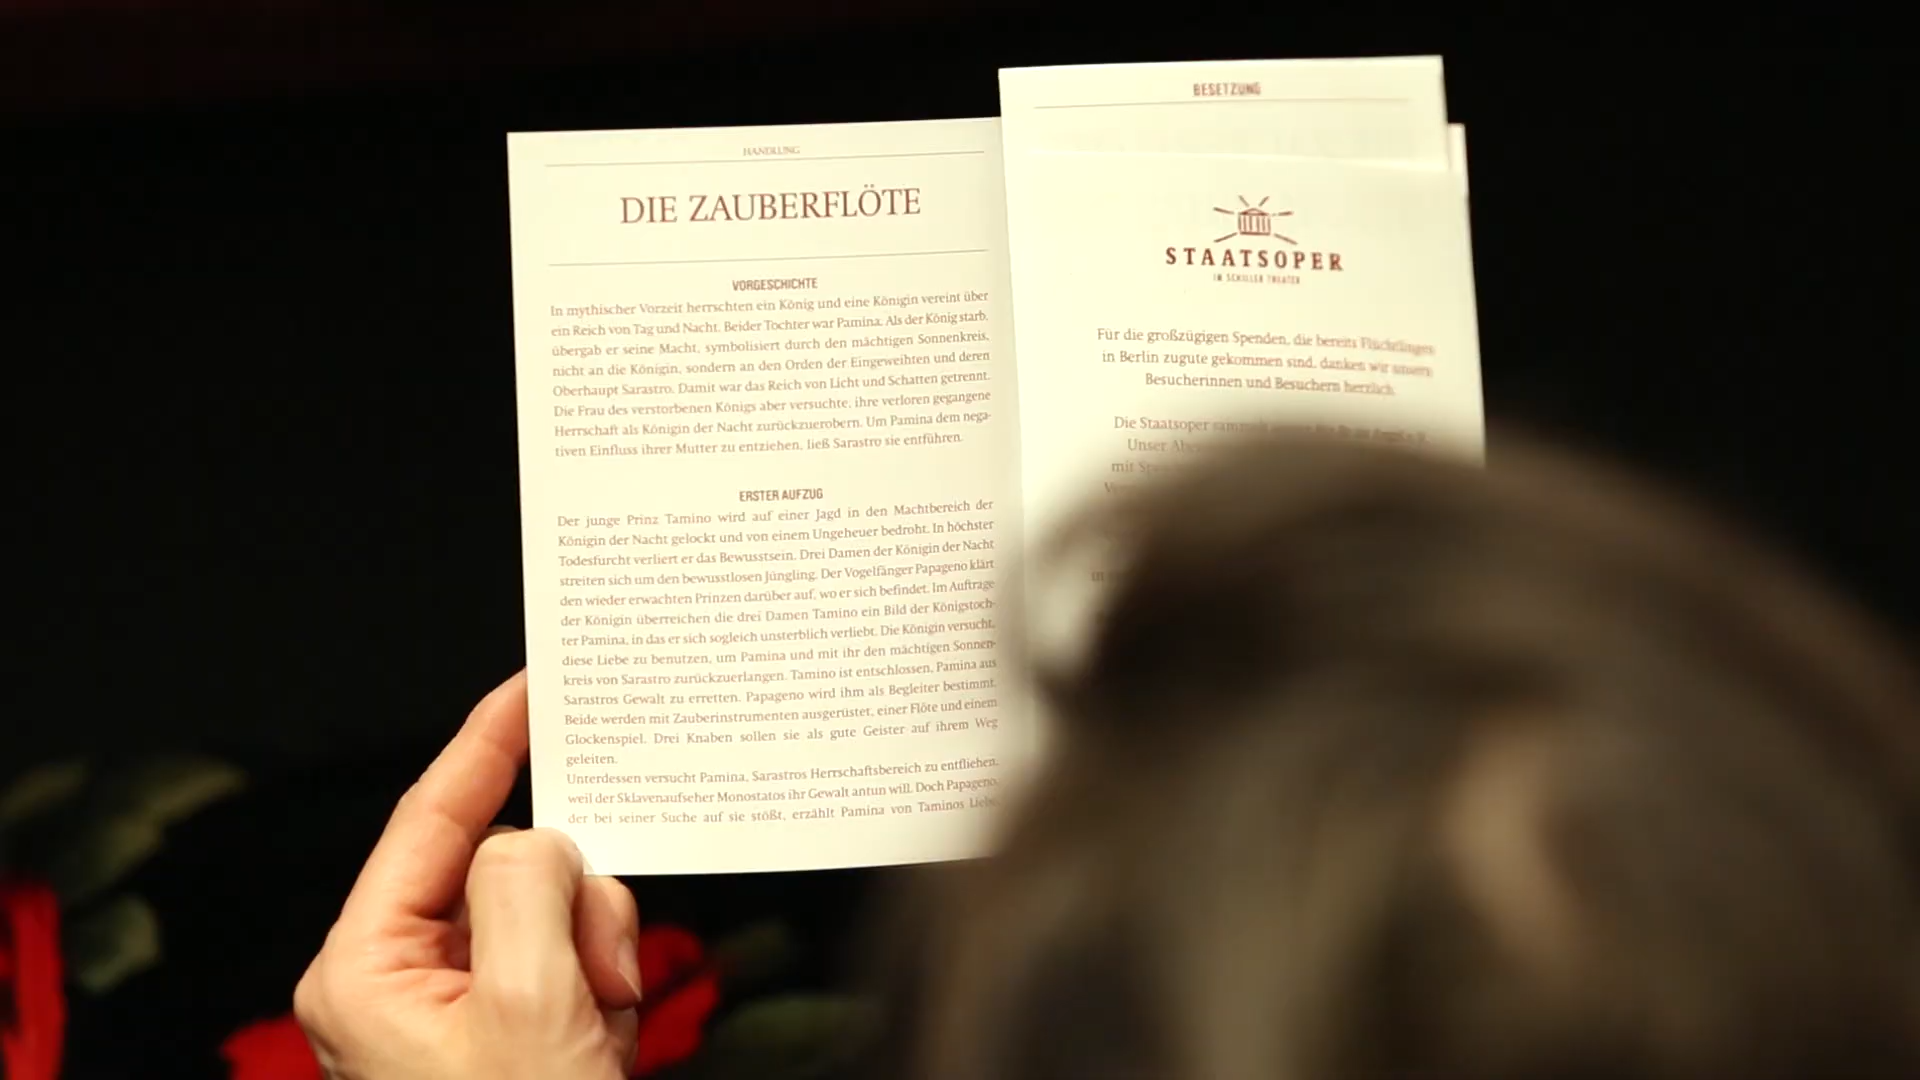 HANDLUNG
DIE ZAUBERFLÖTE
VORGESCHICHTE
In mythischer Vorzeit herrschten ein König und eine Königin vereint über
ein Reich von Tag und Nacht. Beider Tochter war Pamina. Als der König starb,
übergab er seine Macht, symbolisiert durch den mächtigen Sonnenkreis,
nicht an die Königin, sondern an den Orden der Eingeweihten und deren
Oberhaupt Sarastro. Damit war das Reich von Licht und Schatten getrennt.
Die Frau des verstorbenen Königs aber versuchte, ihre verloren gegangene
Herrschaft als Königin der Nacht zurückzuerobern. Um Pamina dem nega-
tiven Einfluss ihrer Mutter zu entziehen, ließ Sarastro sie entführen.
ERSTER AUFZUG
Der junge Prinz Tamino wird auf einer Jagd in den Machtbereich der
Königin der Nacht gelockt und von einem Ungeheuer bedroht. In höchster
Todesfurcht verliert er das Bewusstsein. Drei Damen der Königin der Nacht
streiten sich um den bewusstlosen Jüngling. Der Vogelfänger Papageno klärt
den wieder erwachten Prinzen darüber auf, wo er sich befindet. Im Auftrage
der Königin überreichen die drei Damen Tamino ein Bild der Königstoch-
ter Pamina, in das er sich sogleich unsterblich verliebt. Die Königin versucht,
diese Liebe zu benutzen, um Pamina und mit ihr den mächtigen Sonnen-
kreis von Sarastro zurückzuerlangen. Tamino ist entschlossen, Pamina aus
Sarastros Gewalt zu erretten. Papageno wird ihm als Begleiter bestimmt.
Beide werden mit Zauberinstrumenten ausgerüstet, einer Flöte und einem
Glockenspiel. Drei Knaben sollen sie als gute Geister auf ihrem Weg
geleiten.
Unterdessen versucht Pamina, Sarastros Herrschaftsbereich zu entfliehen,
weil der Sklavenaufseher Monostatos ihr Gewalt antun will. Doch Papageno,
der bei seiner Suche auf sie stößt, erzählt Pamina von Taminos Liebe.
BESETZUNG
STAATSOPER
IM SCHILLER THEATER
Für die großzügigen Spenden, die bereits Flüchtlingen
in Berlin zugute gekommen sind, danken wir unseren
Besucherinnen und Besuchern herzlich.
Die Staatsoper sammelt
Unser
mit
in